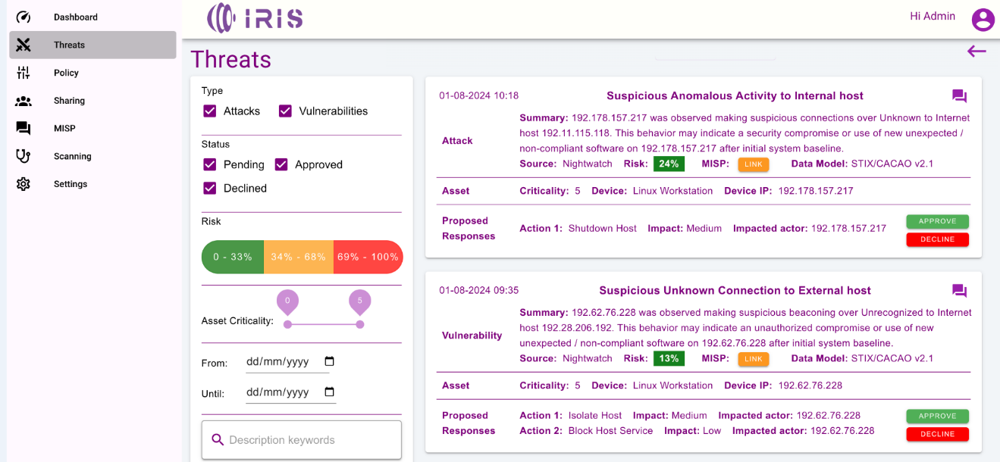 Dashboard
Threats
Policy
Sharing
MISP
Scanning
Settings
IRIS
Hi Admin
Threats
Type
Attacks Vulnerabilities
Status
Pending Approved
Declined
Risk
0 - 33% 34% - 68% 69% - 100%
0 5
Asset Criticality:
From: dd/mm/yyyy
Until: dd/mm/yyyy
Description keywords
01-08-2024 10:18 Suspicious Anomalous Activity to Internal host
Attack
Summary: 192.178.157.217 was observed making suspicious connections over Unknown to Internet
host 192.11.115.118. This behavior may indicate a security compromise or use of new unexpected /
non-compliant software on 192.178.157.217 after initial system baseline.
Source: Nightwatch Risk: 24% MISP: LINK Data Model: STIX/CACAO v2.1
Asset Criticality: 5 Device: Linux Workstation Device IP: 192.178.157.217
Proposed
Responses
Action 1: Shutdown Host Impact: Medium Impacted actor: 192.178.157.217
APPROVE
DECLINE
01-08-2024 09:35 Suspicious Unknown Connection to External host
Vulnerability
Summary: 192.62.76.228 was observed making suspicious beaconing over Unrecognized to Internet
host 192.28.206.192. This behavior may indicate an unauthorized compromise or use of new
unexpected / non-compliant software on 192.62.76.228 after initial system baseline.
Source: Nightwatch Risk: 13% MISP: LINK Data Model: STIX/CACAO v2.1
Asset Criticality: 5 Device: Linux Workstation Device IP: 192.62.76.228
Proposed
Responses
Action 1: Isolate Host Impact: Medium Impacted actor: 192.62.76.228
Action 2: Block Host Service Impact: Low Impacted actor: 192.62.76.228
APPROVE
DECLINE